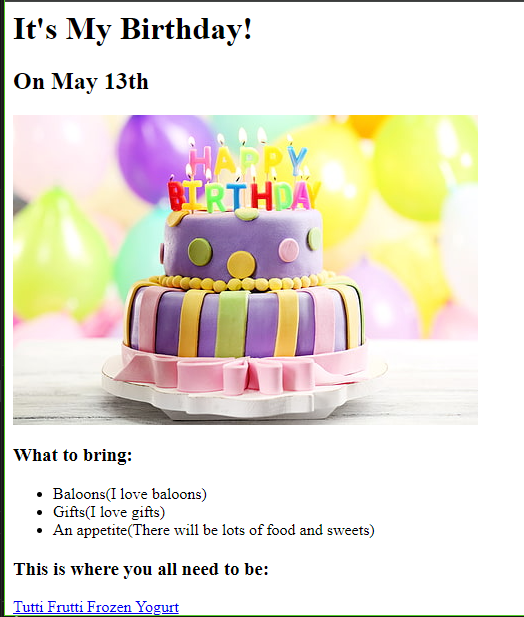 It's My Birthday!
On May 13th
HAPPY
BIRTHDAY
What to bring:
Baloons(I love baloons)
Gifts(I love gifts)
An appetite(There will be lots of food and sweets)
This is where you all need to be:
Tutti Frutti Frozen Yogurt